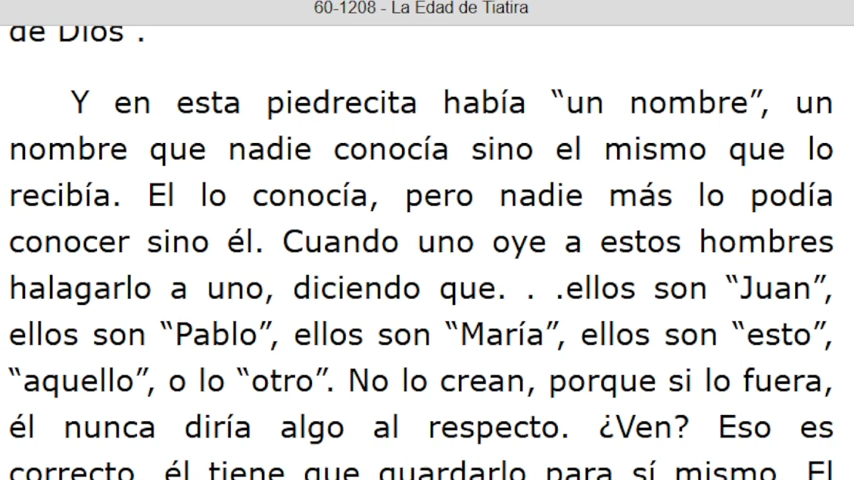 60-1208 - La Edad de Tiatira
de Dios".
Y en esta piedrecita había “un nombre”, un
nombre que nadie conocía sino el mismo que lo
recibía. El lo conocía, pero nadie más lo podía
conocer sino él. Cuando uno oye a estos hombres
halagarlo a uno, diciendo que. . .ellos son “Juan”,
ellos son “Pablo”, ellos son “María”, ellos son “esto”,
“aquello”, o lo “otro”. No lo crean, porque si lo fuera,
él nunca diría algo al respecto. ¿Ven? Eso es
correcto, él tiene que guardarlo para sí mismo. El